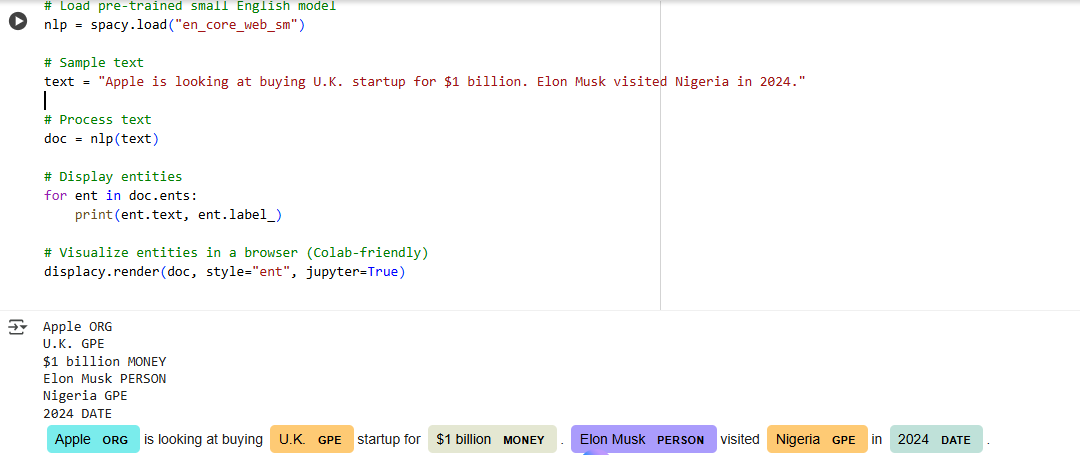 # Load pre-trained small English model
nlp = spacy.load("en_core_web_sm")
# Sample text
text = "Apple is looking at buying U.K. startup for $1 billion. Elon Musk visited Nigeria in 2024."
# Process text
doc = nlp(text)
# Display entities
for ent in doc.ents:
    print(ent.text, ent.label_)
# Visualize entities in a browser (Colab-friendly)
displacy.render(doc, style="ent", jupyter=True)
Apple ORG
U.K. GPE
$1 billion MONEY
Elon Musk PERSON
Nigeria GPE
2024 DATE
Apple ORG is looking at buying U.K. GPE startup for $1 billion MONEY . Elon Musk PERSON visited Nigeria GPE in 2024 DATE .